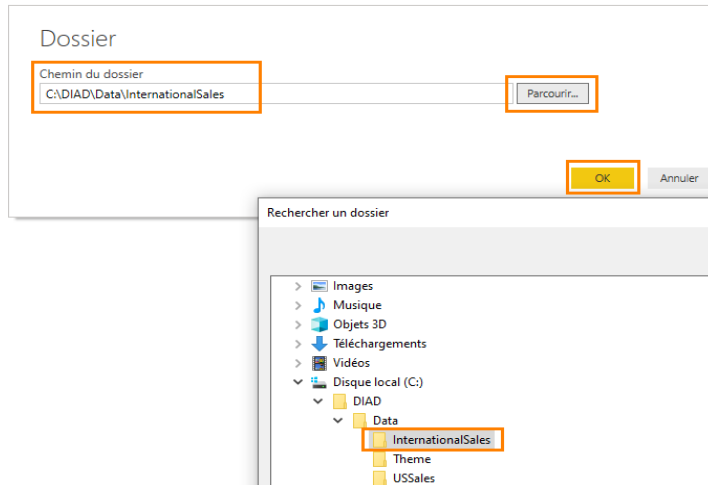 Dossier
Chemin du dossier
C:\DIAD\Data\InternationalSales
Parcourir...
OK
Annuler
Rechercher un dossier
Images
Musique
Objets 3D
Téléchargements
Vidéos
Disque local (C:)
DIAD
Data
InternationalSales
Theme
USSales